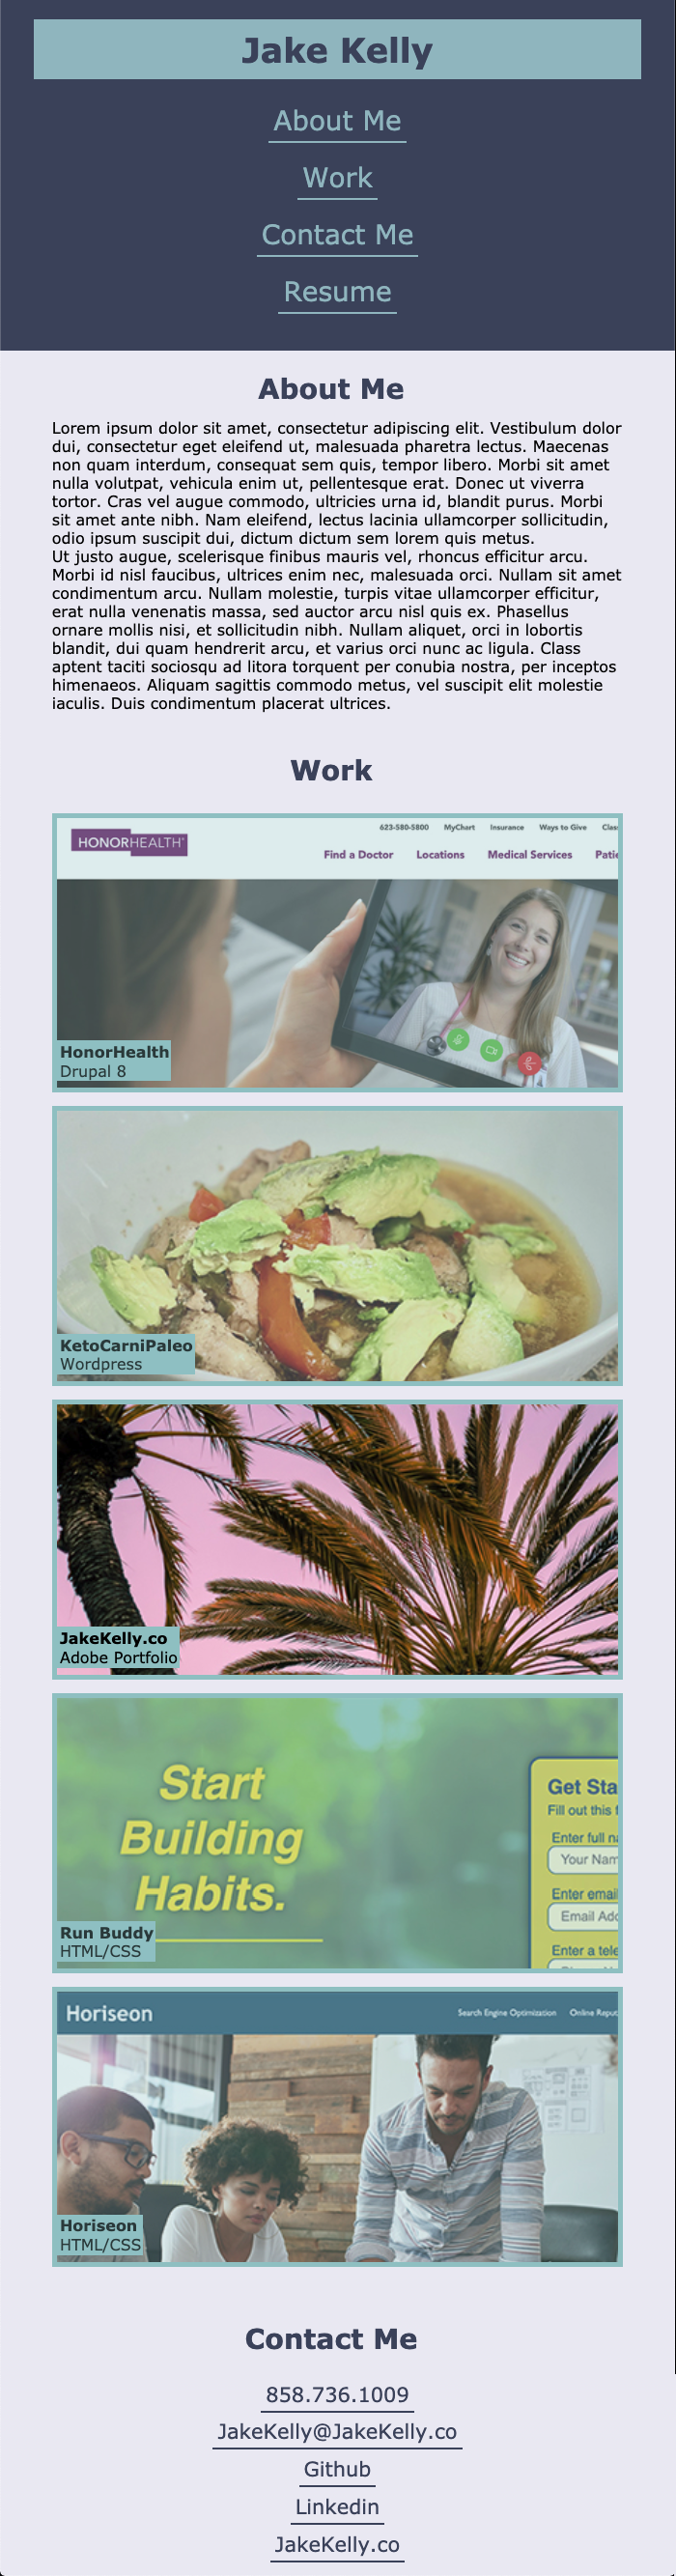 Jake Kelly
About Me
Work
Contact Me
Resume
About Me
Lorem ipsum dolor sit amet, consectetur adipiscing elit. Vestibulum dolor
dui, consectetur eget eleifend ut, malesuada pharetra lectus. Maecenas
non quam interdum, consequat sem quis, tempor libero. Morbi sit amet
nulla volutpat, vehicula enim ut, pellentesque erat. Donec ut viverra
tortor. Cras vel augue commodo, ultricies urna id, blandit purus. Morbi
sit amet ante nibh. Nam eleifend, lectus lacinia ullamcorper sollicitudin,
odio ipsum suscipit dui, dictum dictum sem lorem quis metus.
Ut justo augue, scelerisque finibus mauris vel, rhoncus efficitur arcu.
Morbi id nisl faucibus, ultrices enim nec, malesuada orci. Nullam sit amet
condimentum arcu. Nullam molestie, turpis vitae ullamcorper efficitur,
erat nulla venenatis massa, sed auctor arcu nisl quis ex. Phasellus
ornare mollis nisi, et sollicitudin nibh. Nullam aliquet, orci in lobortis
blandit, dui quam hendrerit arcu, et varius orci nunc ac ligula. Class
aptent taciti sociosqu ad litora torquent per conubia nostra, per inceptos
himenaeos. Aliquam sagittis commodo metus, vel suscipit elit molestie
iaculis. Duis condimentum placerat ultrices.
Work
623-580-5800 MyChart Insurance Ways to Give Clas
HONORHEALTH
Find a Doctor Locations Medical Services Patie
HonorHealth
Drupal 8
KetoCarniPaleo
Wordpress
JakeKelly.co
Adobe Portfolio
Start
Building
Habits.
Get Sta
Fill out this f
Enter full na
Your Nam
Enter email
Email Add
Enter a tele
Run Buddy
HTML/CSS
Horiseon
Search Engine Optimization Online Reput
Horiseon
HTML/CSS
Contact Me
858.736.1009
JakeKelly@JakeKelly.co
Github
Linkedin
JakeKelly.co